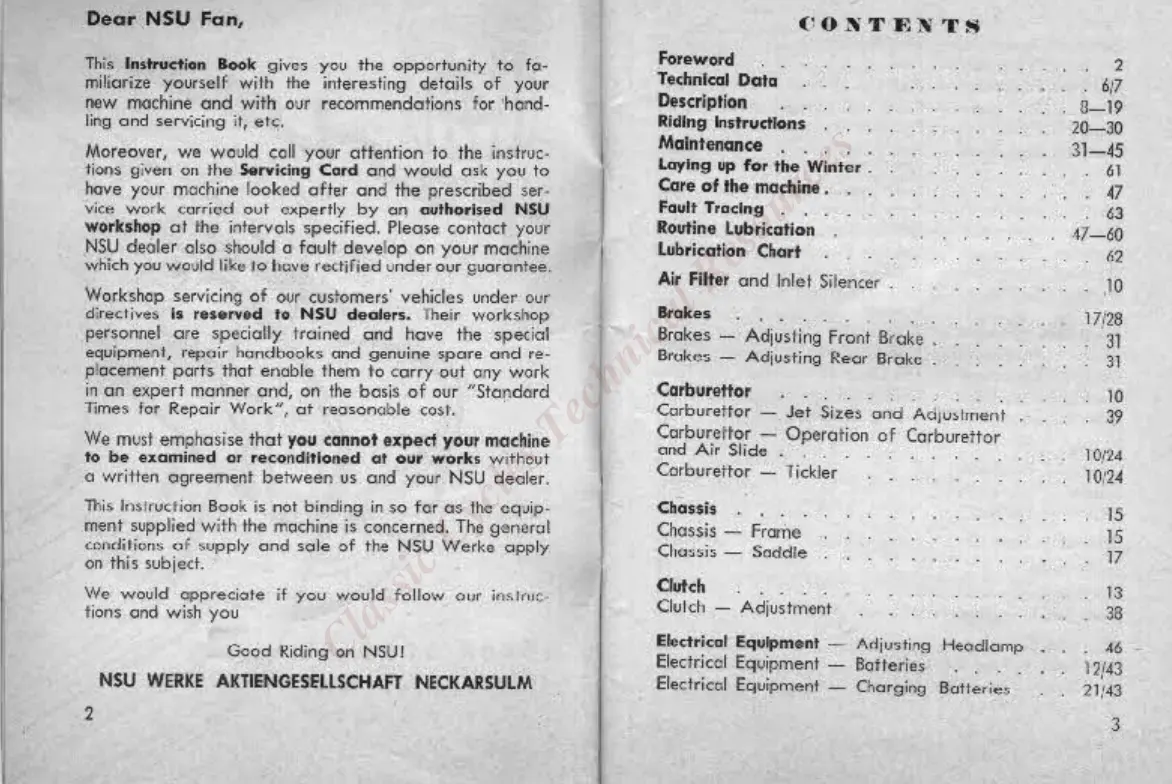 Dear NSU Fan,
This Instruction Book gives you the opportunity to fa-
miliarize yourself with the interesting details of your
new machine and with our recommendations for hand-
ling and servicing it, etc.
Moreover, we would call your attention to the instruc-
tions given on the Servicing Card and would ask you to
have your machine looked after and the prescribed ser-
vice work carried out expertly by an authorised NSU
workshop at the intervals specified. Please contact your
NSU dealer also should a fault develop on your machine
which you would like to have rectified under our guarantee.
Workshop servicing of our customers' vehicles under our
directives is reserved to NSU dealers. Their workshop
personnel are specially trained and have the special
equipment, repair handbooks and genuine spare and re-
placement parts that enable them to carry out any work
in an expert manner and, on the basis of our "Standard
Times for Repair Work", at reasonable cost.
We must emphasise that you cannot expect your machine
to be examined or reconditioned at our works without
a written agreement between us and your NSU dealer.
This Instruction Book is not binding in so far as the equip-
ment supplied with the machine is concerned. The general
conditions of supply and sale of the NSU Werke apply
on this subject.
We would appreciate if you would follow our instruc-
tions and wish you
Good Riding on NSU!
NSU WERKE AKTIENGESELLSCHAFT NECKARSULM
2
CONTENTS
Foreword . . . . . . . . . . . . . . . 2
Technical Data . . . . . . . . . . . . . 6/7
Description . . . . . . . . . . . . . . 8—19
Riding Instructions . . . . . . . . . . . 20—30
Maintenance . . . . . . . . . . . . . 31—45
Laying up for the Winter . . . . . . . . . . 61
Care of the machine . . . . . . . . . . . . 47
Fault Tracing . . . . . . . . . . . . . . 63
Routine Lubrication . . . . . . . . . . . 47—60
Lubrication Chart . . . . . . . . . . . . 62
Air Filter and Inlet Silencer . . . . . . . . . 10
Brakes . . . . . . . . . . . . . . . 17/28
Brakes — Adjusting Front Brake . . . . . . . 31
Brakes — Adjusting Rear Brake . . . . . . . 31
Carburettor . . . . . . . . . . . . . . 10
Carburettor — Jet Sizes and Adjustment . . . . 39
Carburettor — Operation of Carburettor
and Air Slide . . . . . . . . . . . . . 10/24
Carburettor — Tickler . . . . . . . . . . 10/24
Chassis . . . . . . . . . . . . . . . 15
Chassis — Frame . . . . . . . . . . . . 15
Chassis — Saddle . . . . . . . . . . . . 17
Clutch . . . . . . . . . . . . . . . 13
Clutch — Adjustment . . . . . . . . . . . 38
Electrical Equipment — Adjusting Headlamp . . . 46
Electrical Equipment — Batteries . . . . . . 12/43
Electrical Equipment — Charging Batteries . . 21/43
3